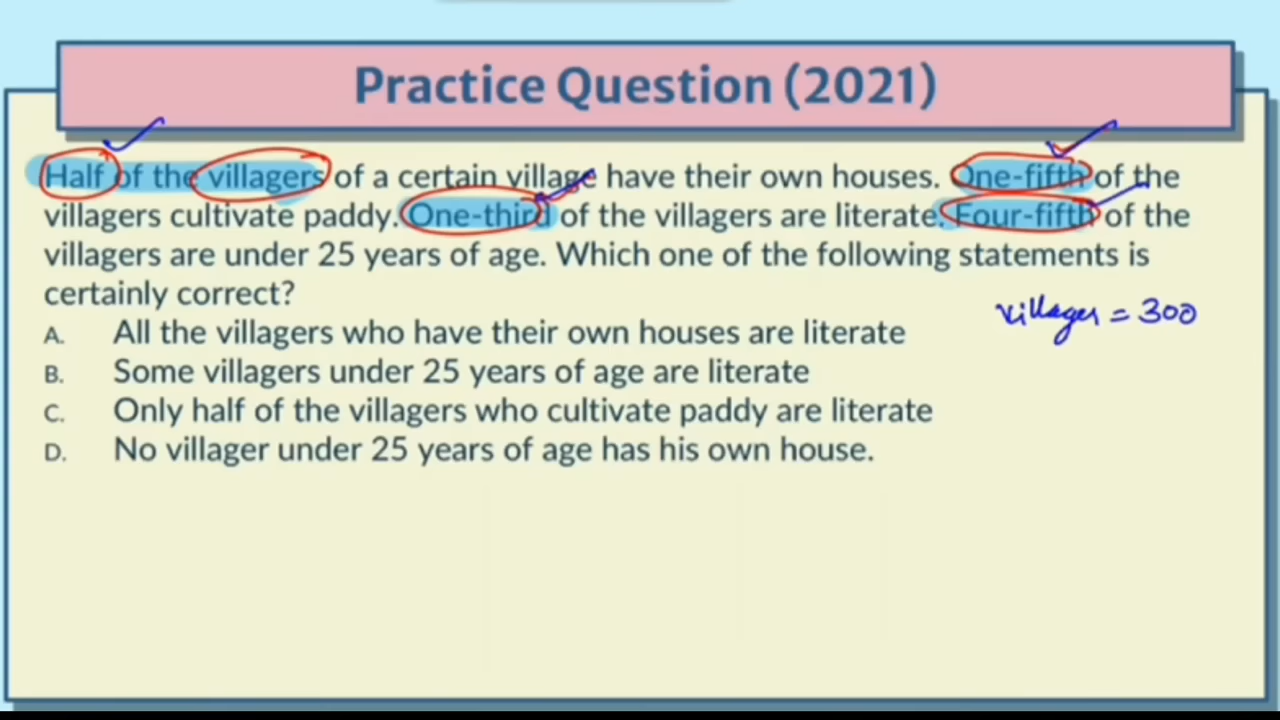 Practice Question (2021)
Half of the villagers of a certain village have their own houses. One-fifth of the
villagers cultivate paddy. One-third of the villagers are literate. Four-fifth of the
villagers are under 25 years of age. Which one of the following statements is
certainly correct?
villager = 300
A. All the villagers who have their own houses are literate
B. Some villagers under 25 years of age are literate
C. Only half of the villagers who cultivate paddy are literate
D. No villager under 25 years of age has his own house.